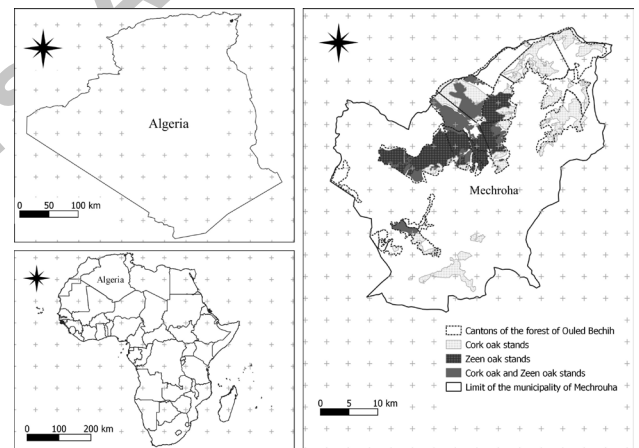 Algeria
0 50 100 km
Algeria
0 100 200 km
Mechroha
Cantons of the forest of Ouled Bechih
Cork oak stands
Zeen oak stands
Cork oak and Zeen oak stands
Limit of the municipality of Mechrouha
0 5 10 km